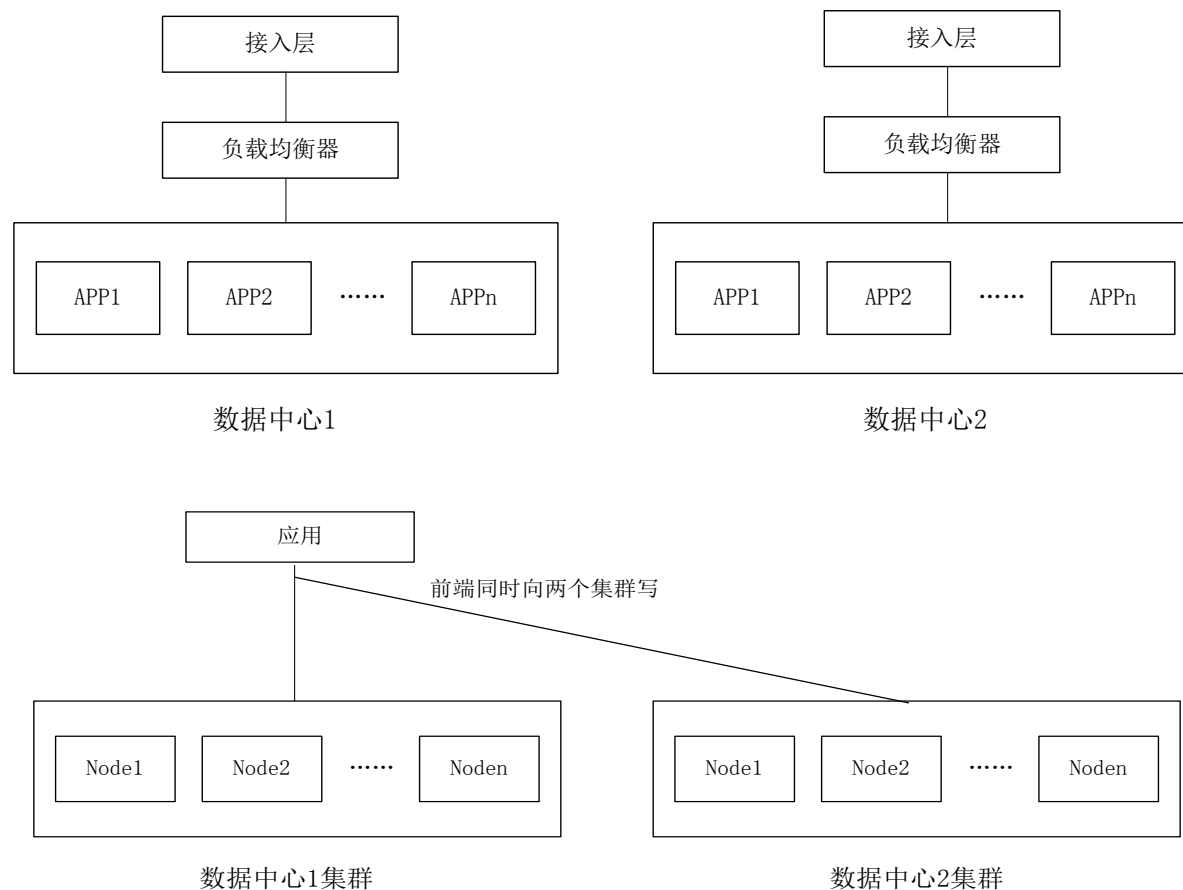 接入层
接入层
负载均衡器
负载均衡器
APP1 APP2 …… APPn
APP1 APP2 …… APPn
数据中心1
数据中心2
应用
前端同时向两个集群写
Node1 Node2 …… Noden
Node1 Node2 …… Noden
数据中心1集群
数据中心2集群